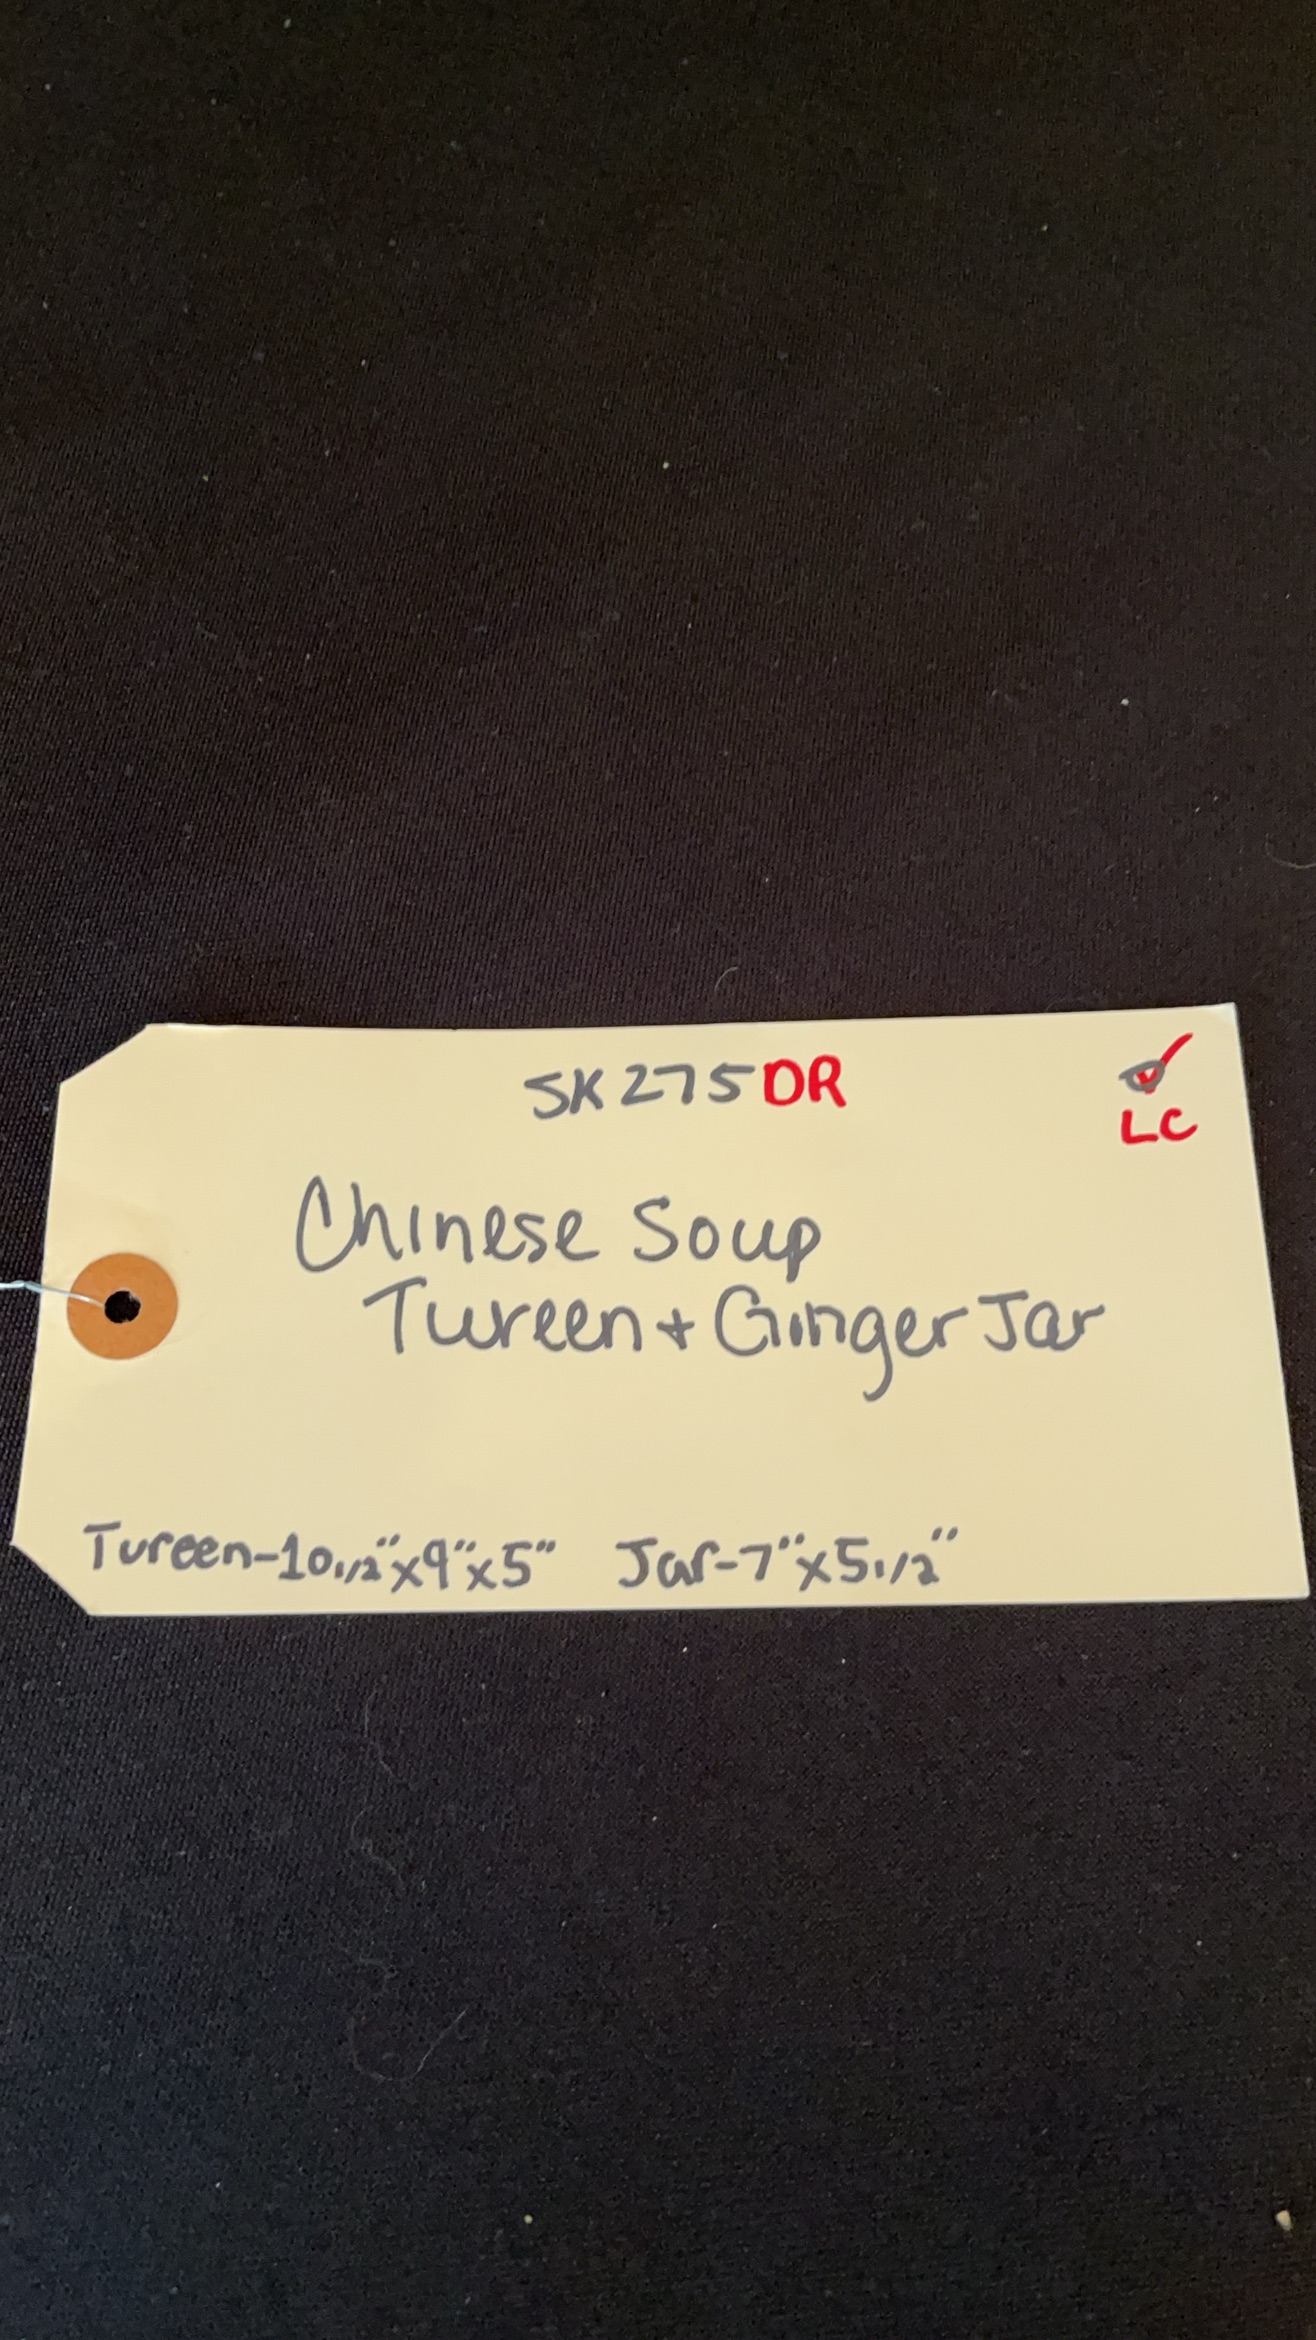 SK275DR
✓
LC
Chinese Soup
Tureen + Ginger Jar
Tureen-10 1/2"x9"x5" Jar-7"x5 1/2"